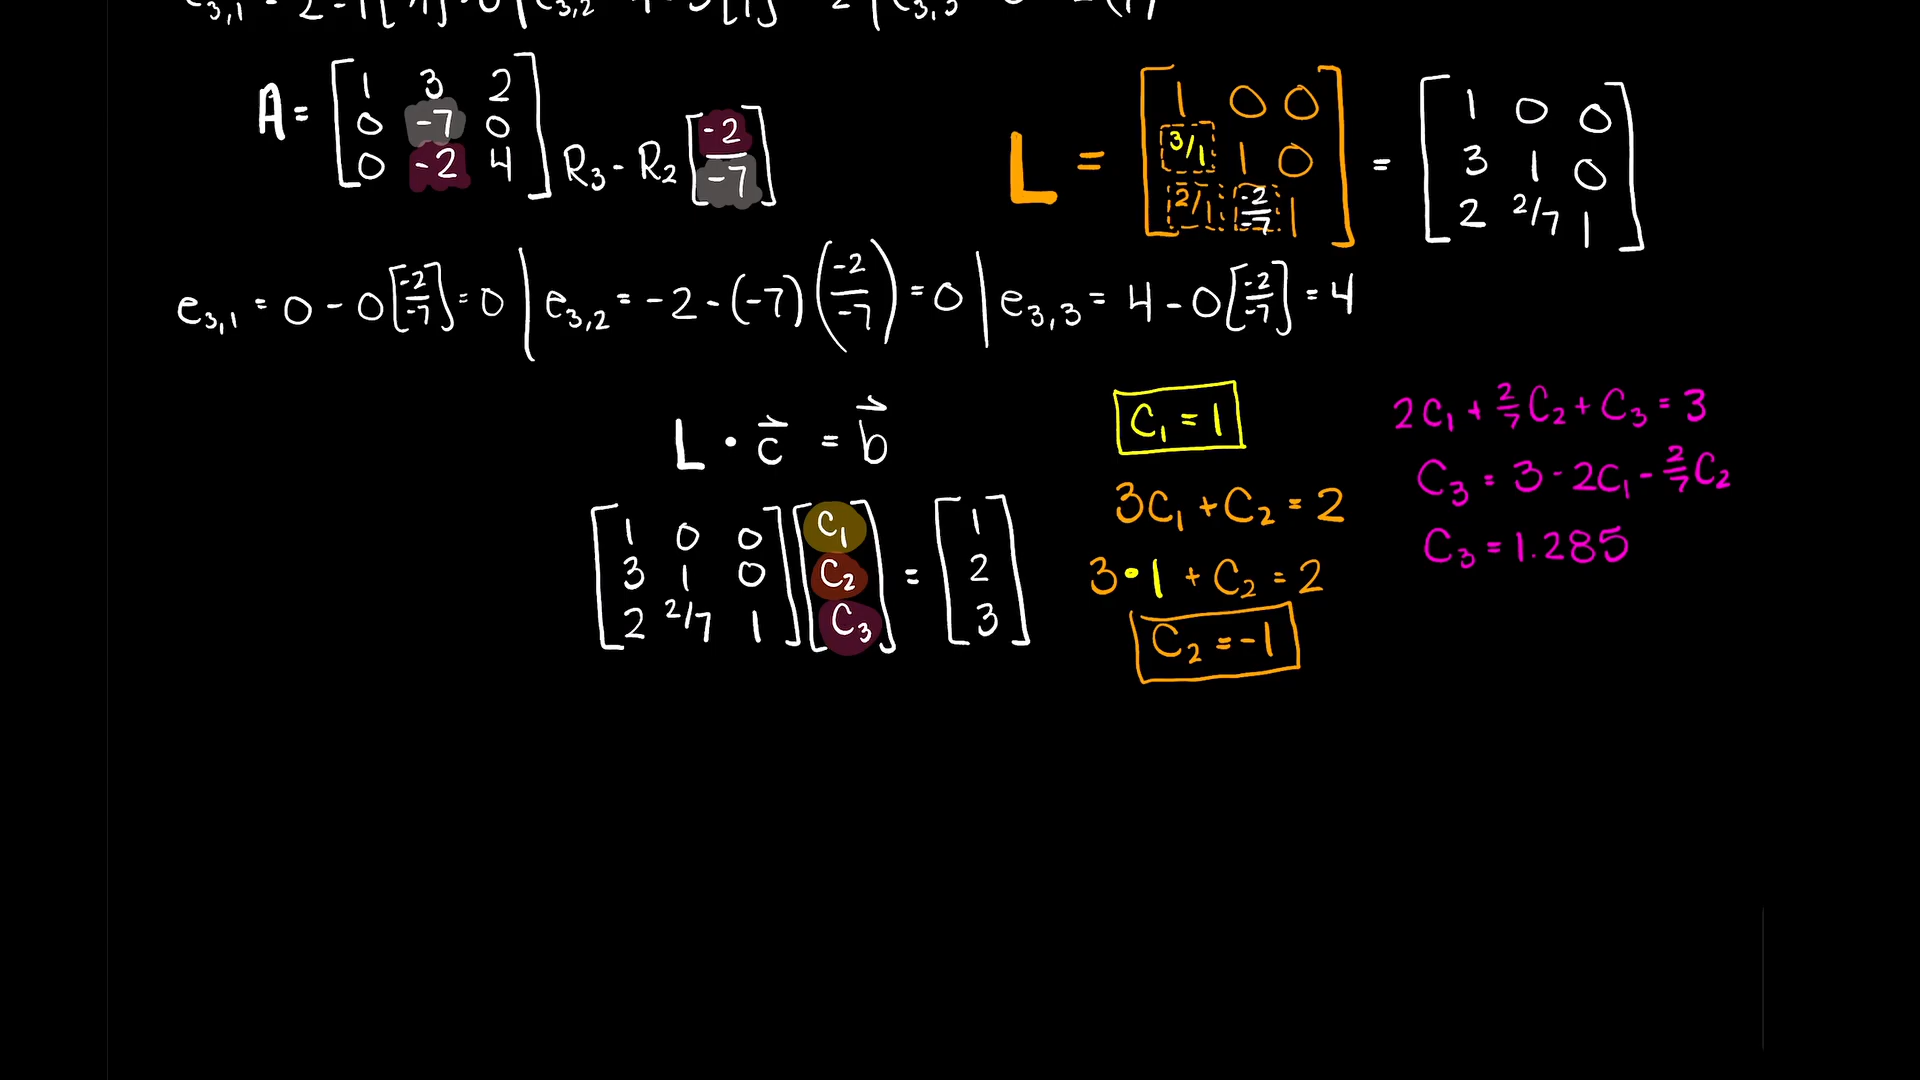 A = [1 3 2; 0 -7 0; 0 -2 4] R3 - R2 [-2/-7]
L = [1 0 0; 3/1 1 0; 2/1 -2/-7 1] = [1 0 0; 3 1 0; 2 2/7 1]
e3,1 = 0 - 0[-2/-7] = 0 | e3,2 = -2 - (-7)(-2/-7) = 0 | e3,3 = 4 - 0[-2/-7] = 4
L · c⃗ = b⃗
[1 0 0; 3 1 0; 2 2/7 1] [C1; C2; C3] = [1; 2; 3]
C1 = 1
3C1 + C2 = 2
3 · 1 + C2 = 2
C2 = -1
2C1 + 2/7 C2 + C3 = 3
C3 = 3 - 2C1 - 2/7 C2
C3 = 1.285